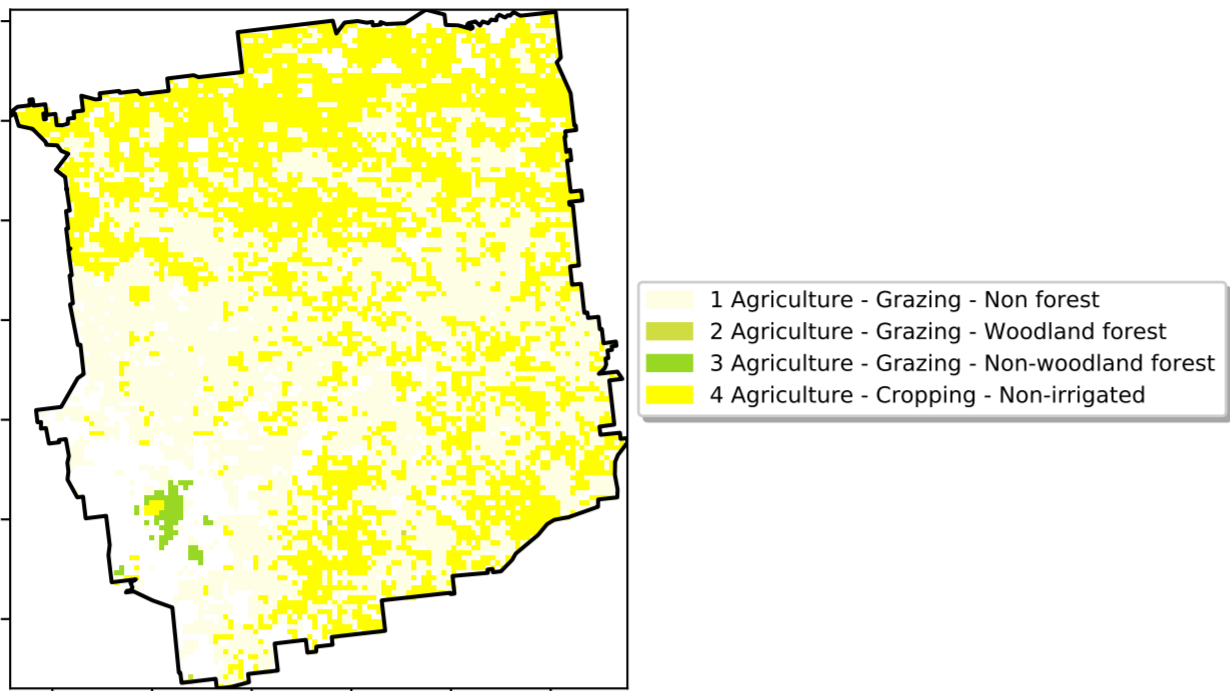 1 Agriculture - Grazing - Non forest
2 Agriculture - Grazing - Woodland forest
3 Agriculture - Grazing - Non-woodland forest
4 Agriculture - Cropping - Non-irrigated